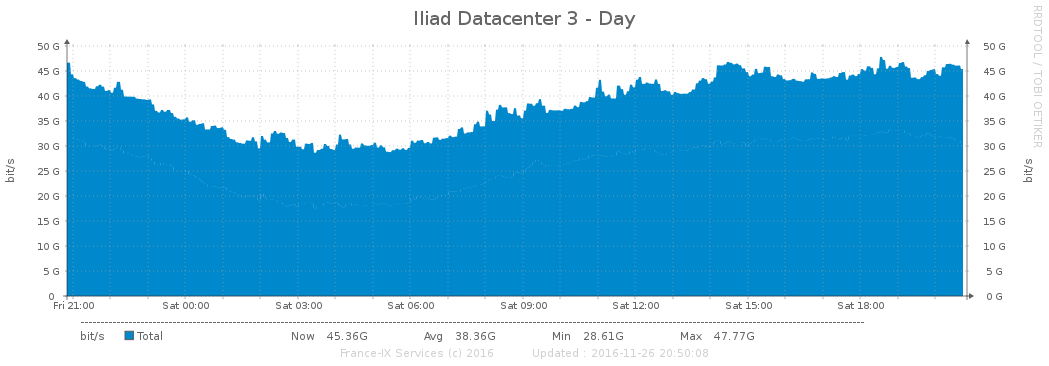 Iliad Datacenter 3 - Day
RRDTOOL / TOBI OETIKER
50 G 50 G
45 G 45 G
40 G 40 G
35 G 35 G
30 G 30 G
bit/s bit/s
25 G 25 G
20 G 20 G
15 G 15 G
10 G 10 G
5 G 5 G
0 0 G
Fri 21:00 Sat 00:00 Sat 03:00 Sat 06:00 Sat 09:00 Sat 12:00 Sat 15:00 Sat 18:00
bit/s Total Now 45.36G Avg 38.36G Min 28.61G Max 47.77G
France-IX Services (c) 2016 Updated : 2016-11-26 20:50:08